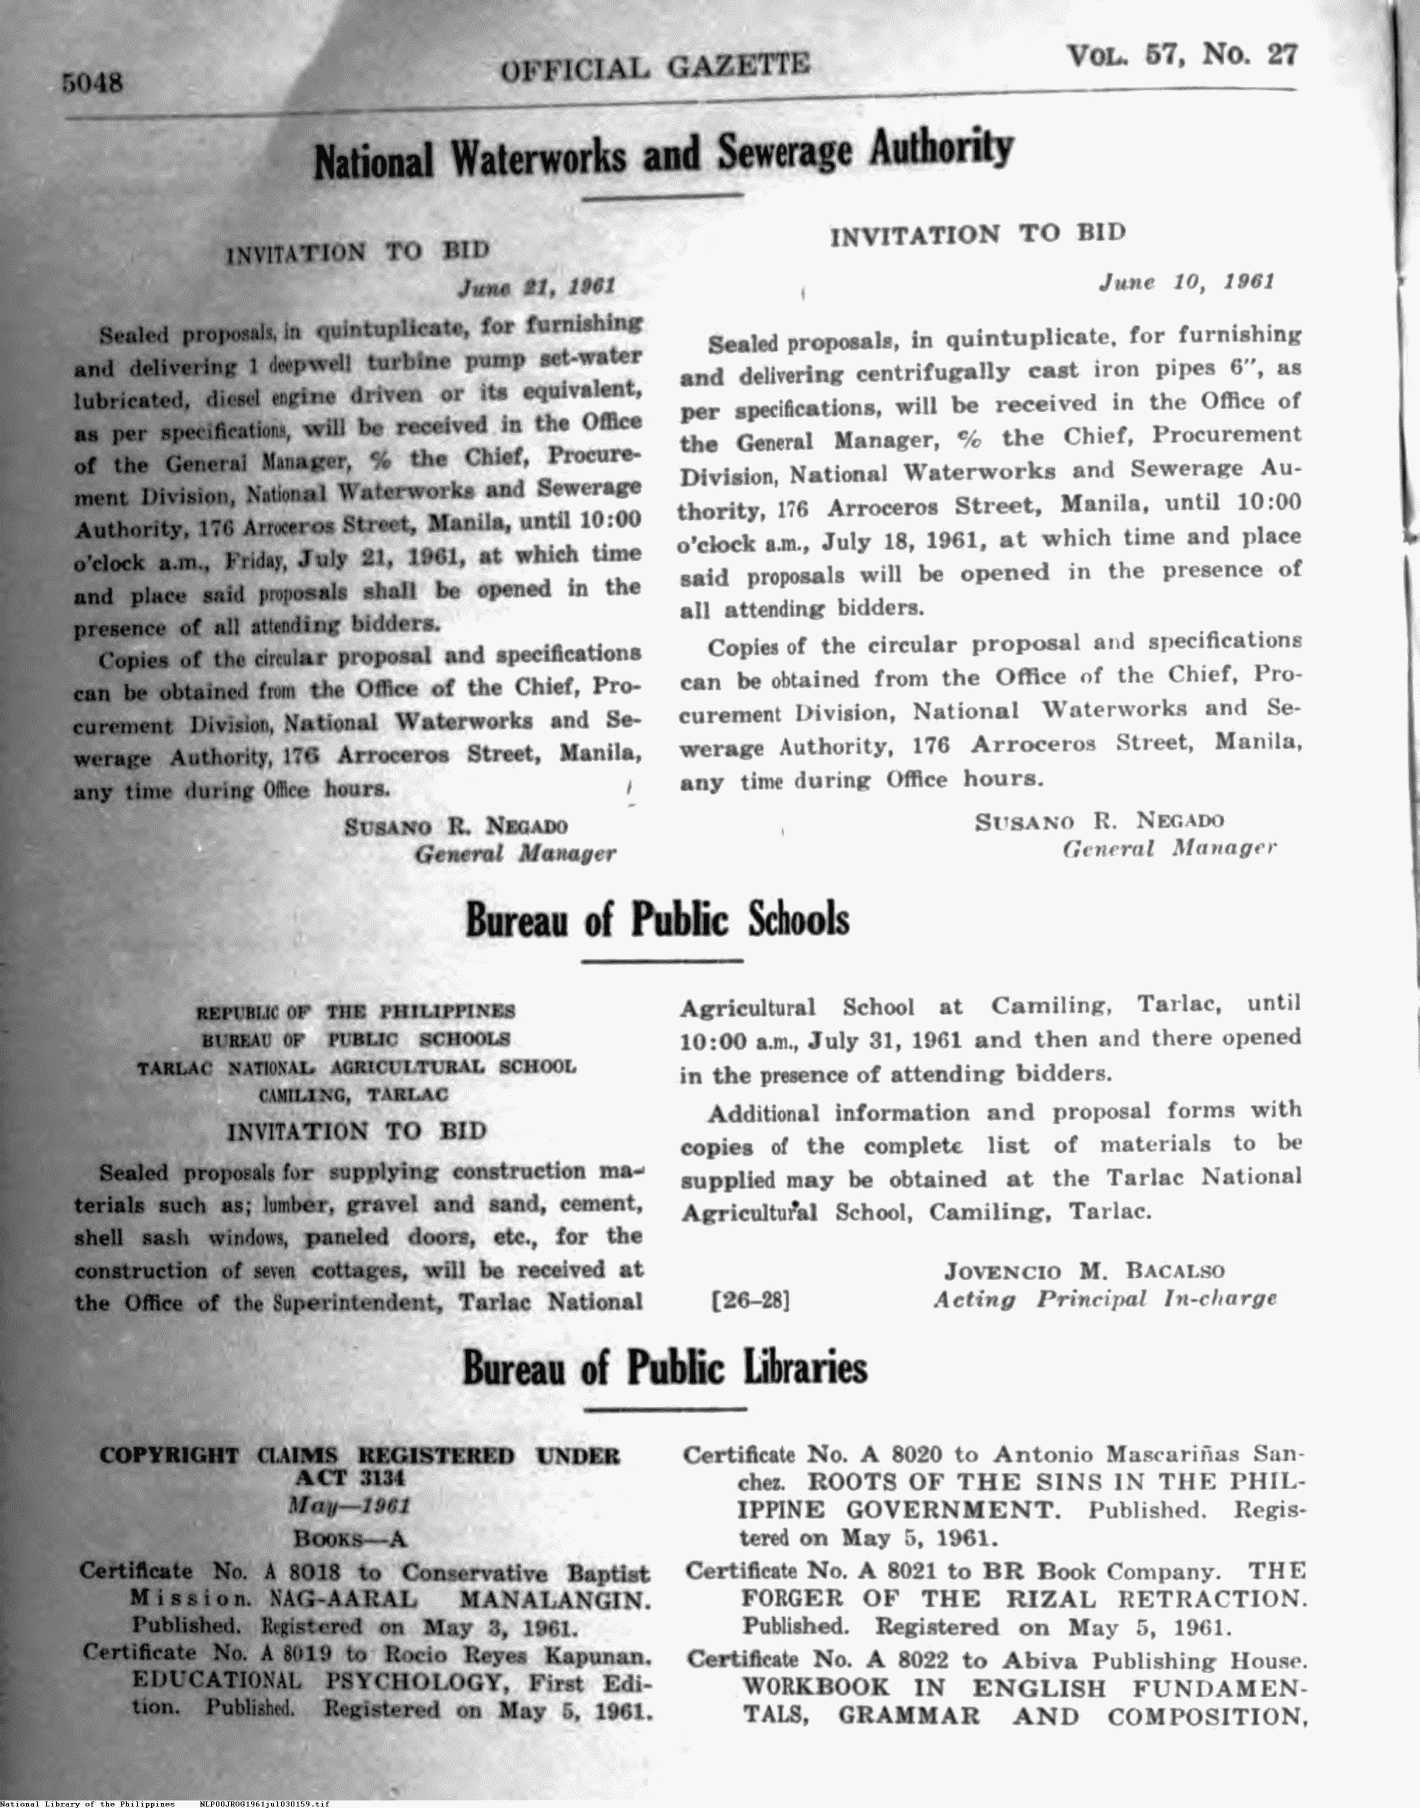 5048
OFFICIAL GAZETTE
VOL. 57, NO. 27
National Waterworks and Sewerage Authority
INVITATION TO BID
June 21, 1961
Sealed proposals, in quintuplicate, for furnishing
and delivering 1 deepwell turbine pump set-water
lubricated, diesel engine driven or its equivalent,
as per specifications, will be received in the Office
of the General Manager, % the Chief, Procure-
ment Division, National Waterworks and Sewerage
Authority, 176 Arroceros Street, Manila, until 10:00
o'clock a.m., Friday, July 21, 1961, at which time
and place said proposals shall be opened in the
presence of all attending bidders.
Copies of the circular proposal and specifications
can be obtained from the Office of the Chief, Pro-
curement Division, National Waterworks and Se-
werage Authority, 176 Arroceros Street, Manila,
any time during Office hours.
SUSANO R. NEGADO
General Manager
INVITATION TO BID
June 10, 1961
Sealed proposals, in quintuplicate, for furnishing
and delivering centrifugally cast iron pipes 6", as
per specifications, will be received in the Office of
the General Manager, % the Chief, Procurement
Division, National Waterworks and Sewerage Au-
thority, 176 Arroceros Street, Manila, until 10:00
o'clock a.m., July 18, 1961, at which time and place
said proposals will be opened in the presence of
all attending bidders.
Copies of the circular proposal and specifications
can be obtained from the Office of the Chief, Pro-
curement Division, National Waterworks and Se-
werage Authority, 176 Arroceros Street, Manila,
any time during Office hours.
SUSANO R. NEGADO
General Manager
Bureau of Public Schools
REPUBLIC OF THE PHILIPPINES
BUREAU OF PUBLIC SCHOOLS
TARLAC NATIONAL AGRICULTURAL SCHOOL
CAMILING, TARLAC
INVITATION TO BID
Sealed proposals for supplying construction ma-
terials such as; lumber, gravel and sand, cement,
shell sash windows, paneled doors, etc., for the
construction of seven cottages, will be received at
the Office of the Superintendent, Tarlac National
Agricultural School at Camiling, Tarlac, until
10:00 a.m., July 31, 1961 and then and there opened
in the presence of attending bidders.
Additional information and proposal forms with
copies of the complete list of materials to be
supplied may be obtained at the Tarlac National
Agricultural School, Camiling, Tarlac.
JOVENCIO M. BACALSO
[26–28] Acting Principal In-charge
Bureau of Public Libraries
COPYRIGHT CLAIMS REGISTERED UNDER
ACT 3134
May—1961
BOOKS—A
Certificate No. A 8018 to Conservative Baptist
Mission. NAG-AARAL MANALANGIN.
Published. Registered on May 3, 1961.
Certificate No. A 8019 to Rocio Reyes Kapunan.
EDUCATIONAL PSYCHOLOGY, First Edi-
tion. Published. Registered on May 5, 1961.
Certificate No. A 8020 to Antonio Mascariñas San-
chez. ROOTS OF THE SINS IN THE PHIL-
IPPINE GOVERNMENT. Published. Regis-
tered on May 5, 1961.
Certificate No. A 8021 to BR Book Company. THE
FORGER OF THE RIZAL RETRACTION.
Published. Registered on May 5, 1961.
Certificate No. A 8022 to Abiva Publishing House.
WORKBOOK IN ENGLISH FUNDAMEN-
TALS, GRAMMAR AND COMPOSITION,
National Library of the Philippines NLP00JROG1961jul030159.tif